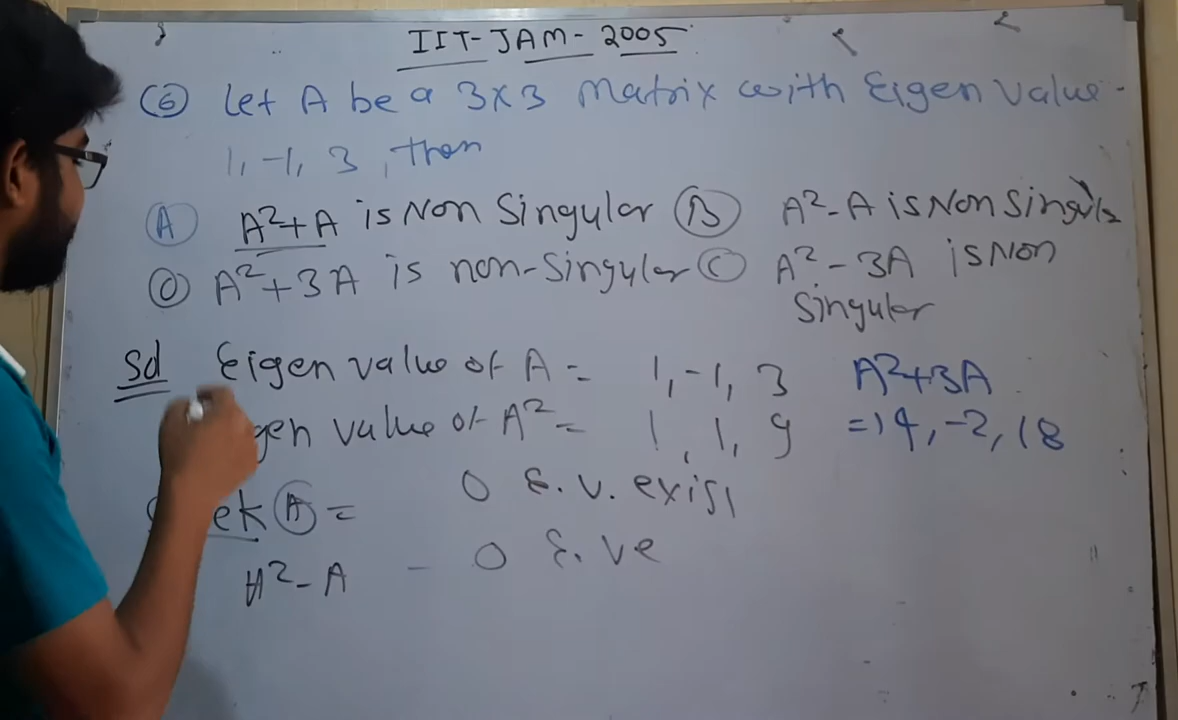 IIT-JAM-2005
6 Let A be a 3x3 Matrix with Eigen Value
1, -1, 3, then
A A²+A is Non Singular B A²-A is Non Singular
D A²+3A is non-Singular C A²-3A is Non
Singular
Sol Eigen value of A = 1, -1, 3 A²+3A
gen value of A² = 1, 1, 9 = 14, -2, 18
ek A = 0 E.V. exist
A²-A - 0 E.Ve